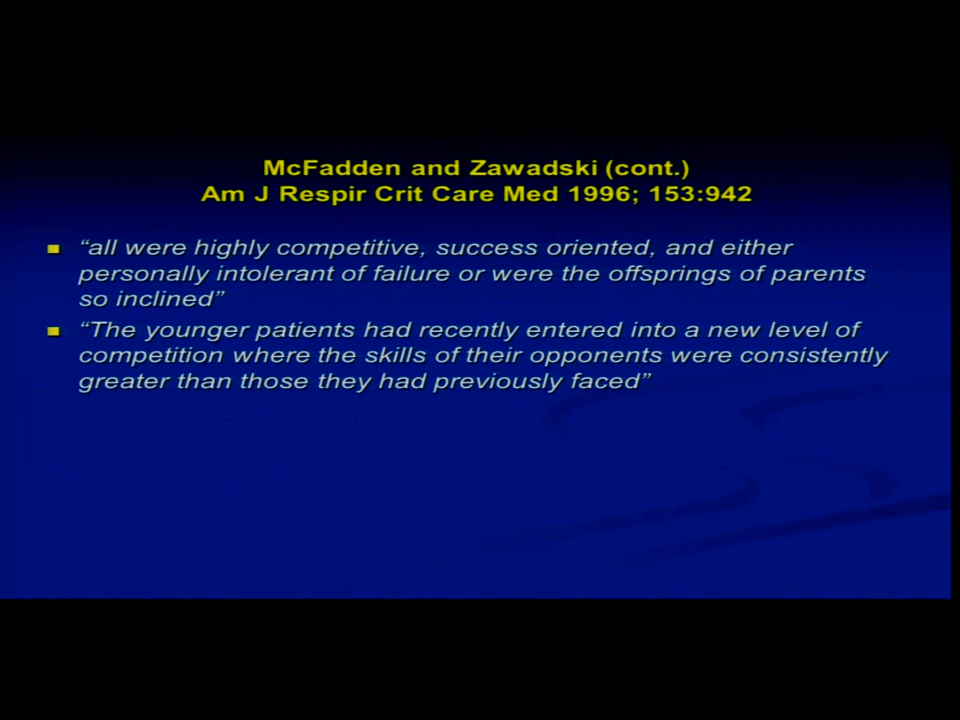 McFadden and Zawadski (cont.)
Am J Respir Crit Care Med 1996; 153:942
“all were highly competitive, success oriented, and either
personally intolerant of failure or were the offsprings of parents
so inclined”
“The younger patients had recently entered into a new level of
competition where the skills of their opponents were consistently
greater than those they had previously faced”